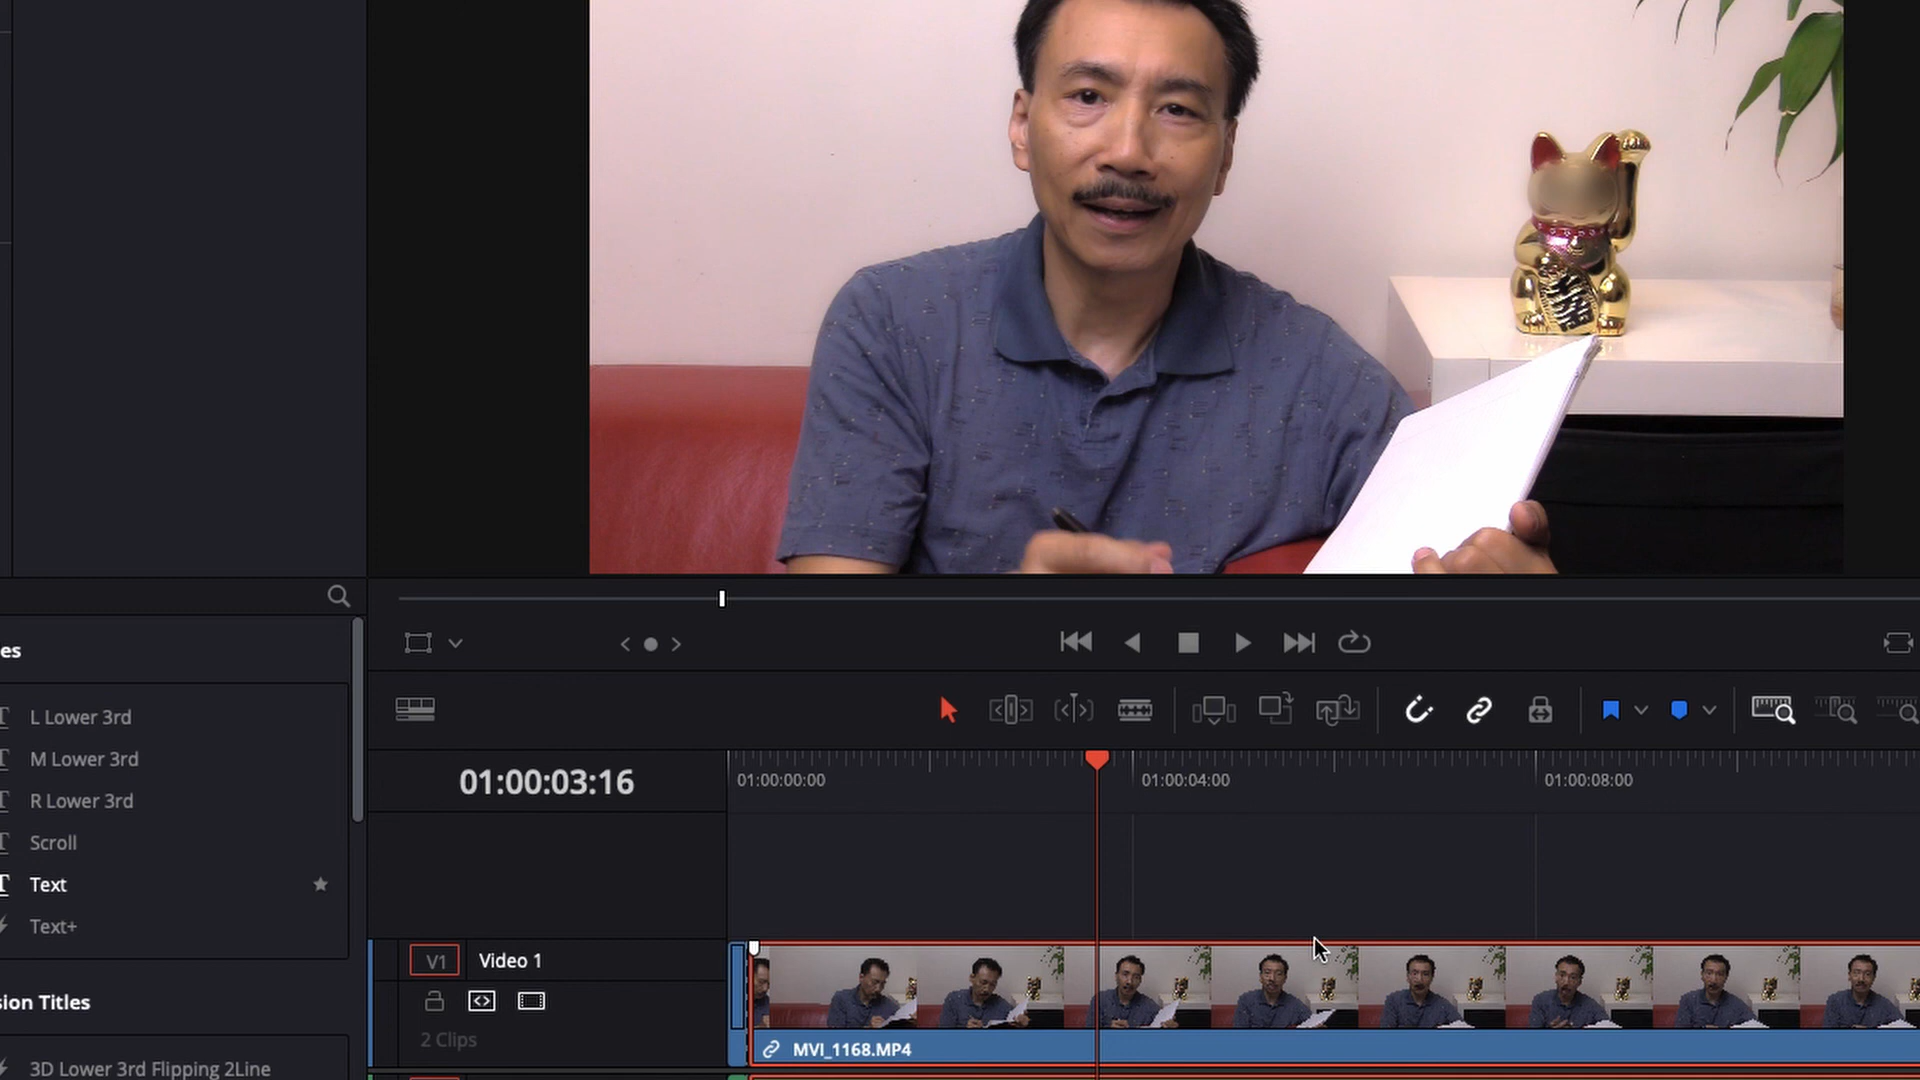 es
L Lower 3rd
M Lower 3rd
R Lower 3rd
Scroll
Text
Text+
sion Titles
3D Lower 3rd Flipping 2Line
01:00:03:16
01:00:00:00
01:00:04:00
01:00:08:00
V1
Video 1
2 Clips
MVI_1168.MP4